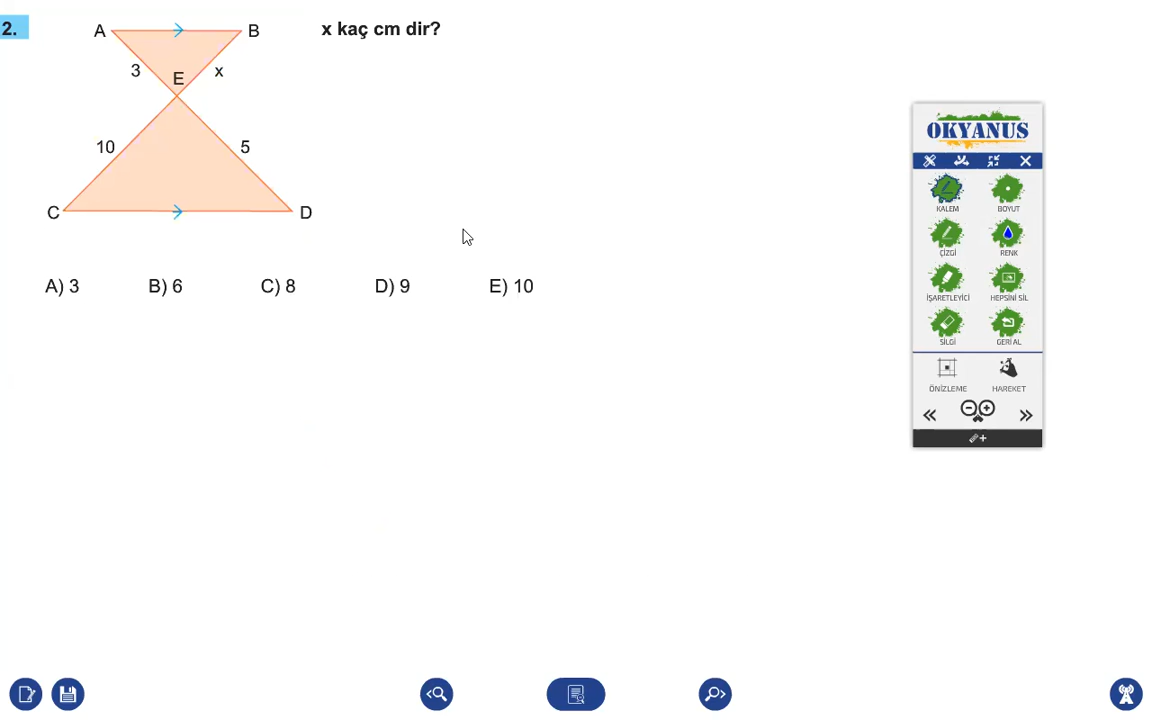 2.
x kaç cm dir?
A
B
3
E
x
10
5
C
D
A) 3
B) 6
C) 8
D) 9
E) 10
OKYANUS
KALEM
BOYUT
ÇİZGİ
RENK
İŞARETLEYİCİ
HEPSİNİ SİL
SİLGİ
GERİ AL
ÖNİZLEME
HAREKET